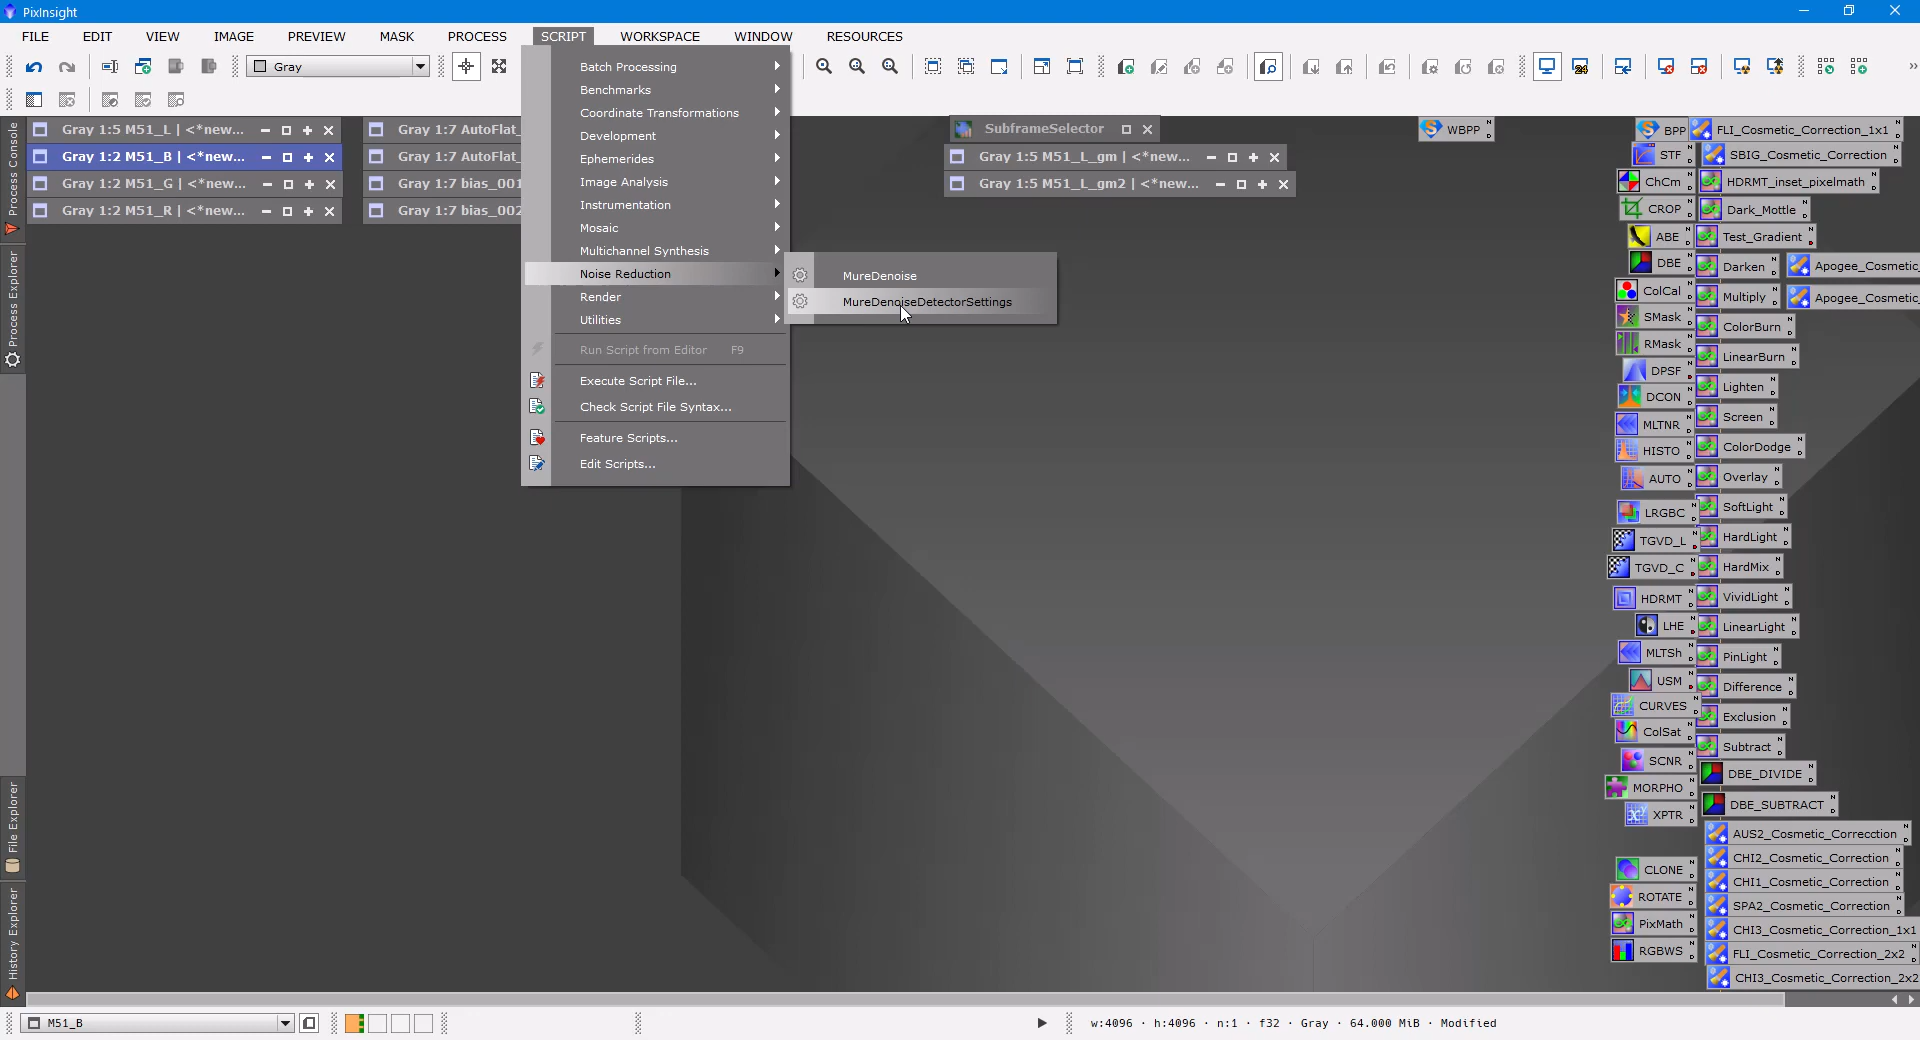 PixInsight
FILE EDIT VIEW IMAGE PREVIEW MASK PROCESS SCRIPT WORKSPACE WINDOW RESOURCES
Gray
24
Batch Processing
Benchmarks
Coordinate Transformations
Development
Ephemerides
Image Analysis
Instrumentation
Mosaic
Multichannel Synthesis
Noise Reduction
Render
Utilities
Run Script from Editor F9
Execute Script File...
Check Script File Syntax...
Feature Scripts...
Edit Scripts...
MureDenoise
MureDenoiseDetectorSettings
Process Console
Process Explorer
File Explorer
History Explorer
Gray 1:5 M51_L | <*new...
Gray 1:2 M51_B | <*new...
Gray 1:2 M51_G | <*new...
Gray 1:2 M51_R | <*new...
Gray 1:7 AutoFlat_
Gray 1:7 AutoFlat_
Gray 1:7 bias_001
Gray 1:7 bias_002
SubframeSelector
Gray 1:5 M51_L_gm | <*new...
Gray 1:5 M51_L_gm2 | <*new...
WBPP
BPP
STF
ChCm
CROP
ABE
DBE
ColCal
SMask
RMask
DPSF
DCON
MLTNR
HISTO
AUTO
LRGBC
TGVD_L
TGVD_C
HDRMT
LHE
MLTSh
USM
CURVES
ColSat
SCNR
MORPHO
XPTR
CLONE
ROTATE
PixMath
RGBWS
FLI_Cosmetic_Correction_1x1
SBIG_Cosmetic_Correction
HDRMT_inset_pixelmath
Dark_Mottle
Test_Gradient
Darken
Apogee_Cosmetic_
Multiply
Apogee_Cosmetic_
ColorBurn
LinearBurn
Lighten
Screen
ColorDodge
Overlay
SoftLight
HardLight
HardMix
VividLight
LinearLight
PinLight
Difference
Exclusion
Subtract
DBE_DIVIDE
DBE_SUBTRACT
AUS2_Cosmetic_Correcction
CHI2_Cosmetic_Correction
CHI1_Cosmetic_Correction
SPA2_Cosmetic_Correction
CHI3_Cosmetic_Correction_1x1
FLI_Cosmetic_Correction_2x2
CHI3_Cosmetic_Correction_2x2
M51_B
w:4096 · h:4096 · n:1 · f32 · Gray · 64.000 MiB · Modified